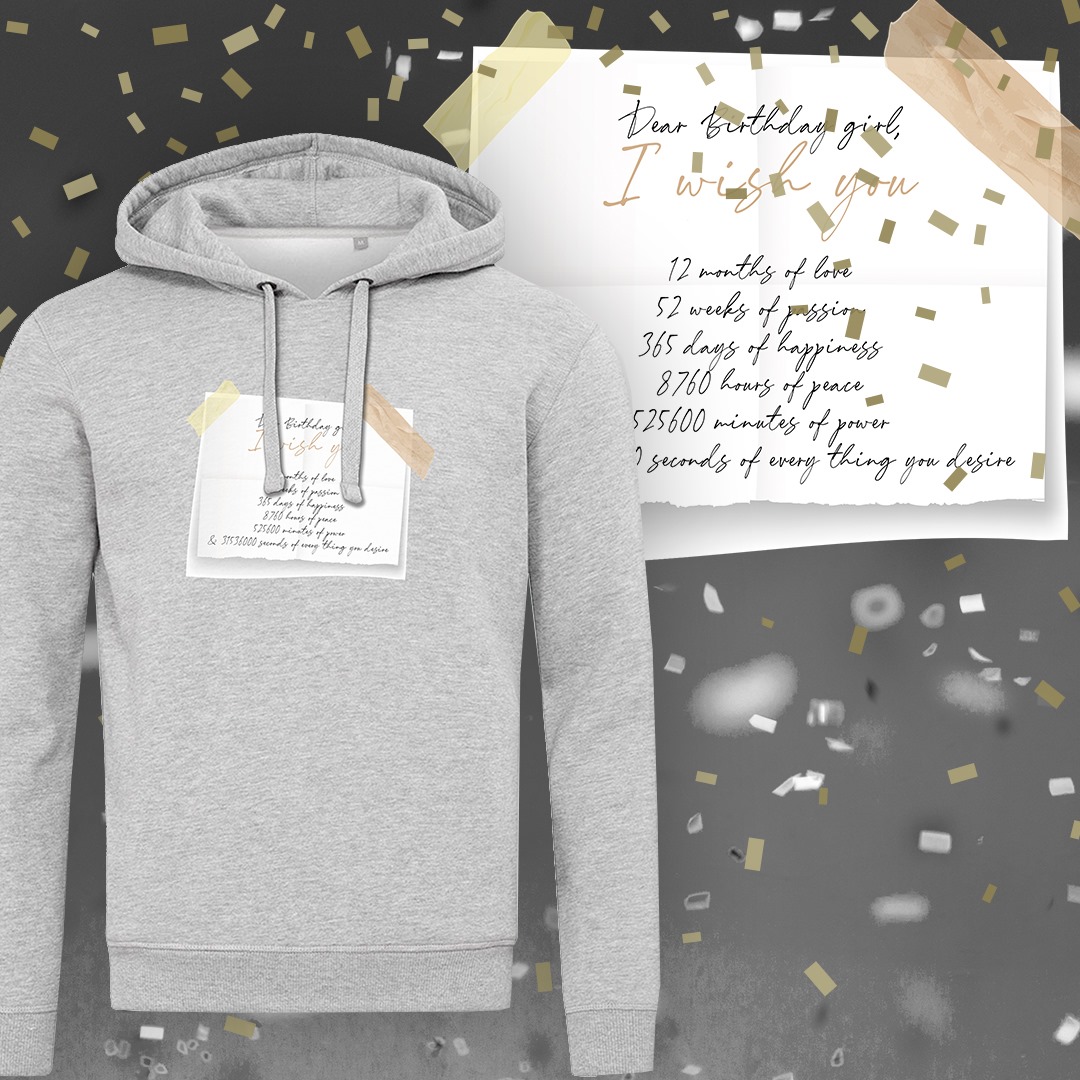 Dear Birthday girl,
I wish you
12 months of love
52 weeks of passion
365 days of happiness
8760 hours of peace
525600 minutes of power
seconds of every thing you desire
M
Birthday
I wish
of love
of passion
365 days of happiness
8760 hours of peace
525600 minutes of power
& 31536000 seconds of every thing you desire